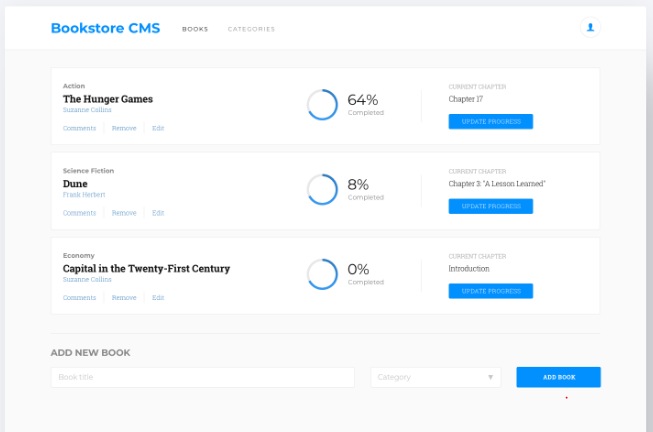 Bookstore CMS BOOKS CATEGORIES
Action
The Hunger Games
Suzanne Collins
Comments Remove Edit
64%
Completed
CURRENT CHAPTER
Chapter 17
UPDATE PROGRESS
Science Fiction
Dune
Frank Herbert
Comments Remove Edit
8%
Completed
CURRENT CHAPTER
Chapter 3: "A Lesson Learned"
UPDATE PROGRESS
Economy
Capital in the Twenty-First Century
Suzanne Collins
Comments Remove Edit
0%
Completed
CURRENT CHAPTER
Introduction
UPDATE PROGRESS
ADD NEW BOOK
Book title
Category
ADD BOOK